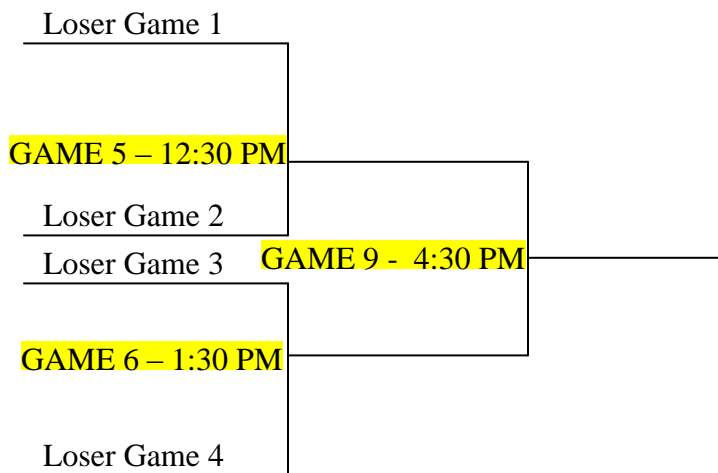 Loser Game 1
GAME 5 – 12:30 PM
Loser Game 2
Loser Game 3
GAME 9 - 4:30 PM
GAME 6 – 1:30 PM
Loser Game 4